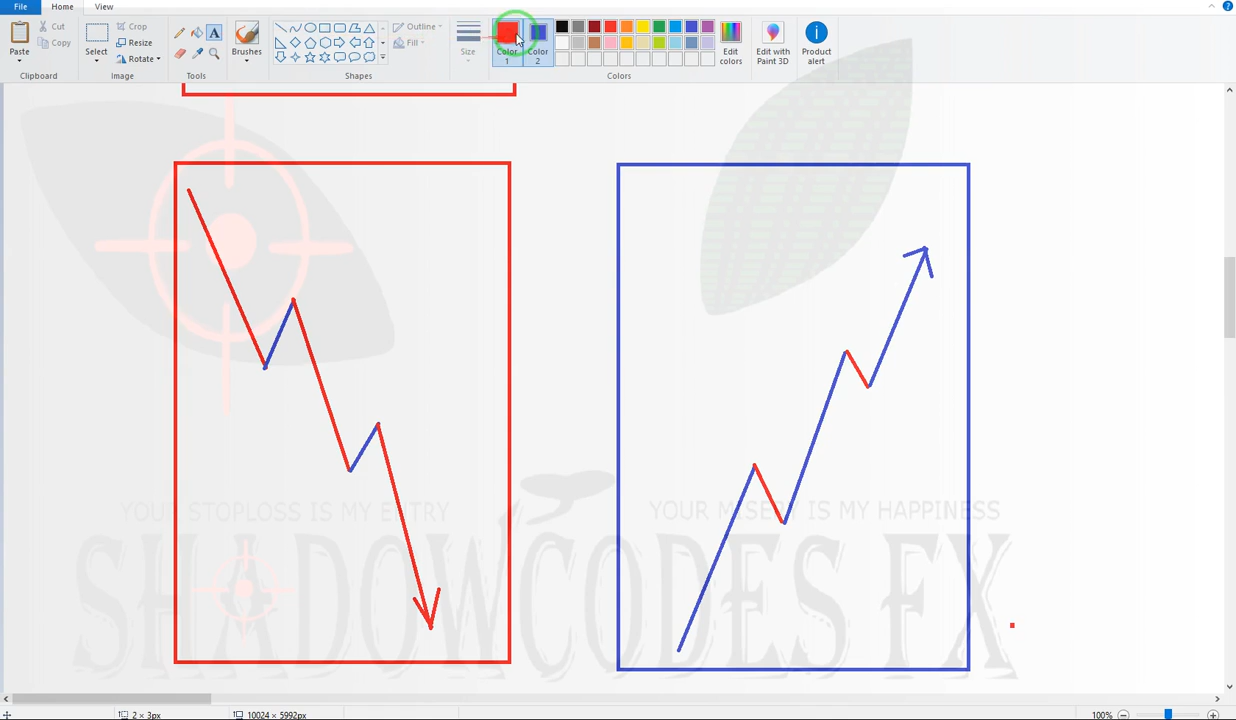 File Home View
Paste
Cut
Copy
Clipboard
Select
Crop
Resize
Rotate
Image
Tools
Brushes
Outline
Fill
Shapes
Size
Color 1
Color 2
Edit colors
Edit with Paint 3D
Product alert
Colors
YOUR STOPLOSS IS MY ENTRY
YOUR MISERY IS MY HAPPINESS
SHADOWCODES FX
2 × 3px
10024 × 5992px
100%